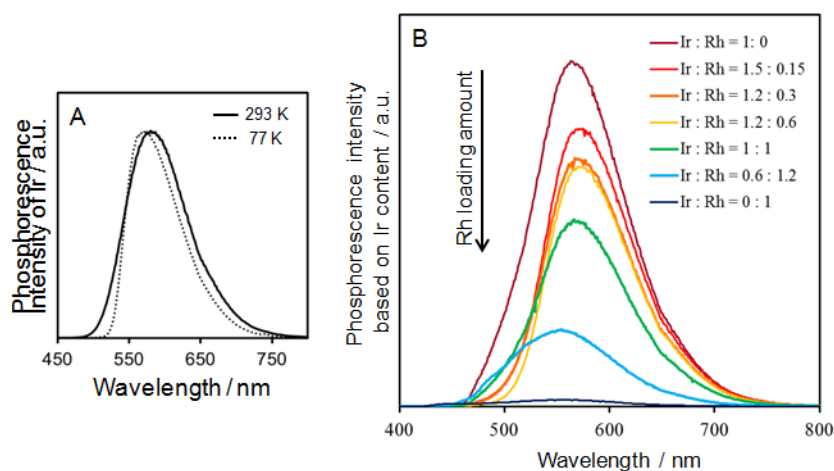 A
293 K
77 K
Phosphorescence
Intensity of Ir / a.u.
450 550 650 750
Wavelength / nm
B
Ir : Rh = 1: 0
Ir : Rh = 1.5 : 0.15
Ir : Rh = 1.2 : 0.3
Ir : Rh = 1.2 : 0.6
Ir : Rh = 1 : 1
Ir : Rh = 0.6 : 1.2
Ir : Rh = 0 : 1
Rh loading amount
Phosphorescence intensity
based on Ir content / a.u.
400 500 600 700 800
Wavelength / nm